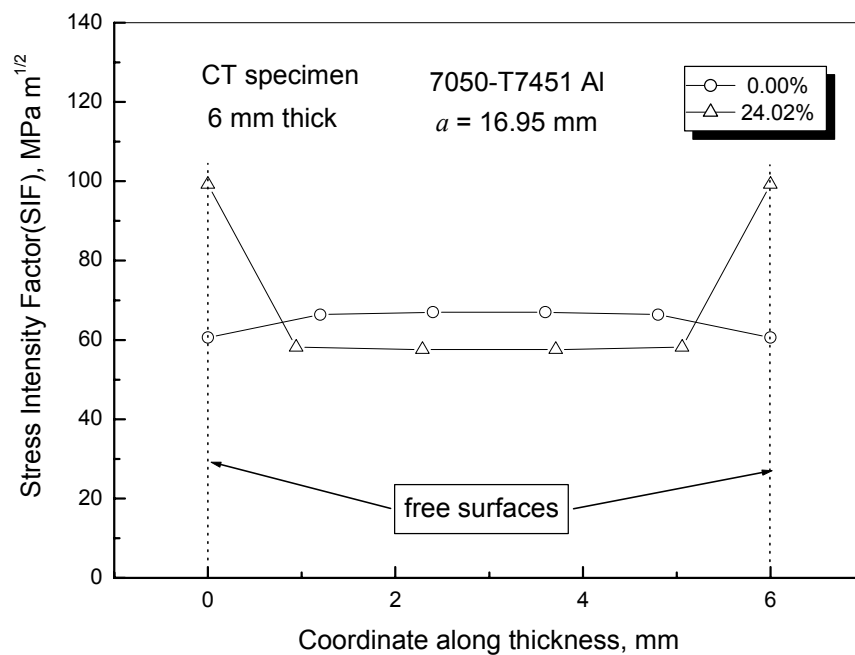 140
120
100
80
60
40
20
0
Stress Intensity Factor(SIF), MPa m^1/2
CT specimen
6 mm thick
7050-T7451 Al
a = 16.95 mm
0.00%
24.02%
free surfaces
0
2
4
6
Coordinate along thickness, mm